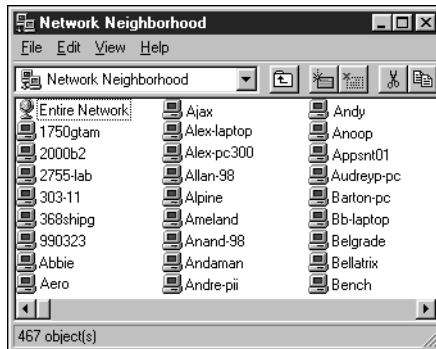 Network Neighborhood
File Edit View Help
Network Neighborhood
Entire Network
1750gtam
2000b2
2755-lab
303-11
368shipg
990323
Abbie
Aero
Ajax
Alex-laptop
Alex-pc300
Allan-98
Alpine
Ameland
Anand-98
Andaman
Andre-pii
Andy
Anoop
Appsnt01
Audreyp-pc
Barton-pc
Bb-laptop
Belgrade
Bellatrix
Bench
467 object(s)